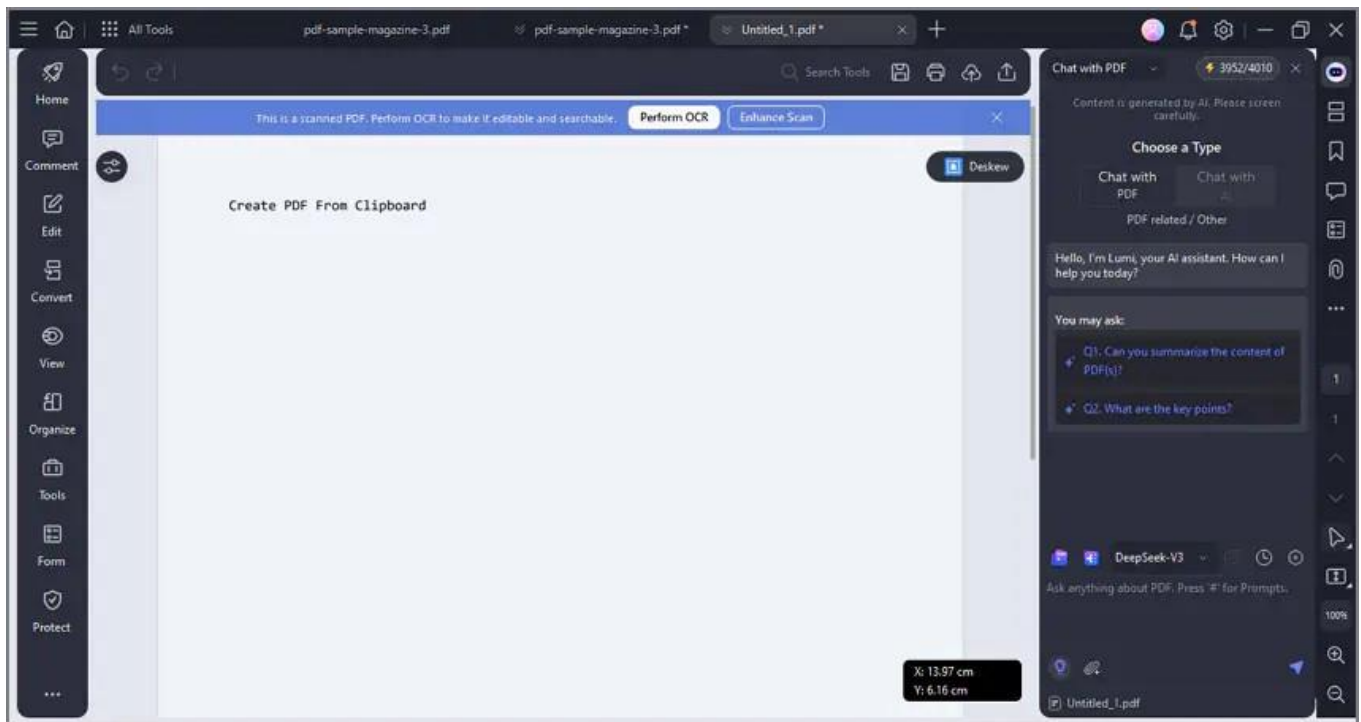 All Tools
pdf-sample-magazine-3.pdf
pdf-sample-magazine-3.pdf *
Untitled_1.pdf *
Home
Comment
Edit
Convert
View
Organize
Tools
Form
Protect
Search Tools
This is a scanned PDF. Perform OCR to make it editable and searchable.
Perform OCR
Enhance Scan
Deskew
Create PDF From Clipboard
X: 13.97 cm
Y: 6.16 cm
Chat with PDF
3952/4010
Content is generated by AI. Please screen
carefully.
Choose a Type
Chat with
PDF
Chat with
AI
PDF related / Other
Hello, I'm Lumi, your AI assistant. How can I
help you today?
You may ask:
Q1. Can you summarize the content of
PDF(s)?
Q2. What are the key points?
DeepSeek-V3
Ask anything about PDF. Press '#' for Prompts.
Untitled_1.pdf
1
1
100%